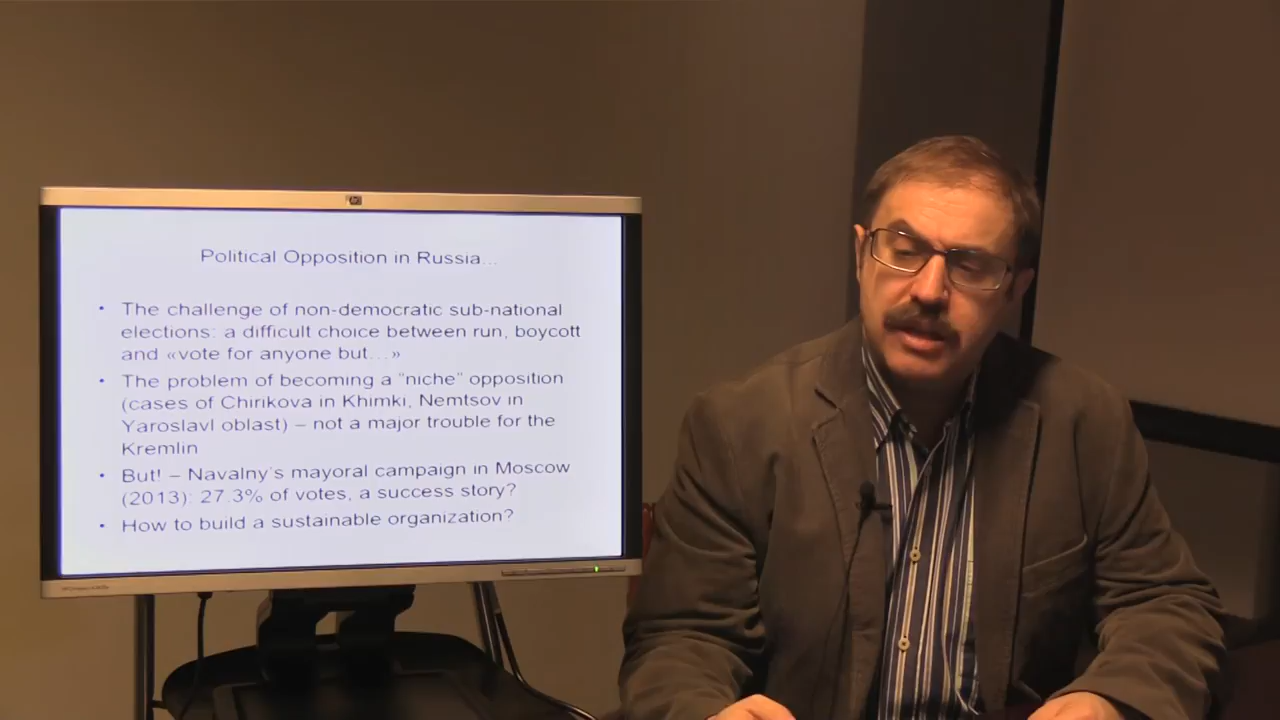 hp
Political Opposition in Russia...
• The challenge of non-democratic sub-national
elections: a difficult choice between run, boycott
and «vote for anyone but...»
• The problem of becoming a "niche" opposition
(cases of Chirikova in Khimki, Nemtsov in
Yaroslavl oblast) – not a major trouble for the
Kremlin
• But! – Navalny's mayoral campaign in Moscow
(2013): 27.3% of votes, a success story?
• How to build a sustainable organization?